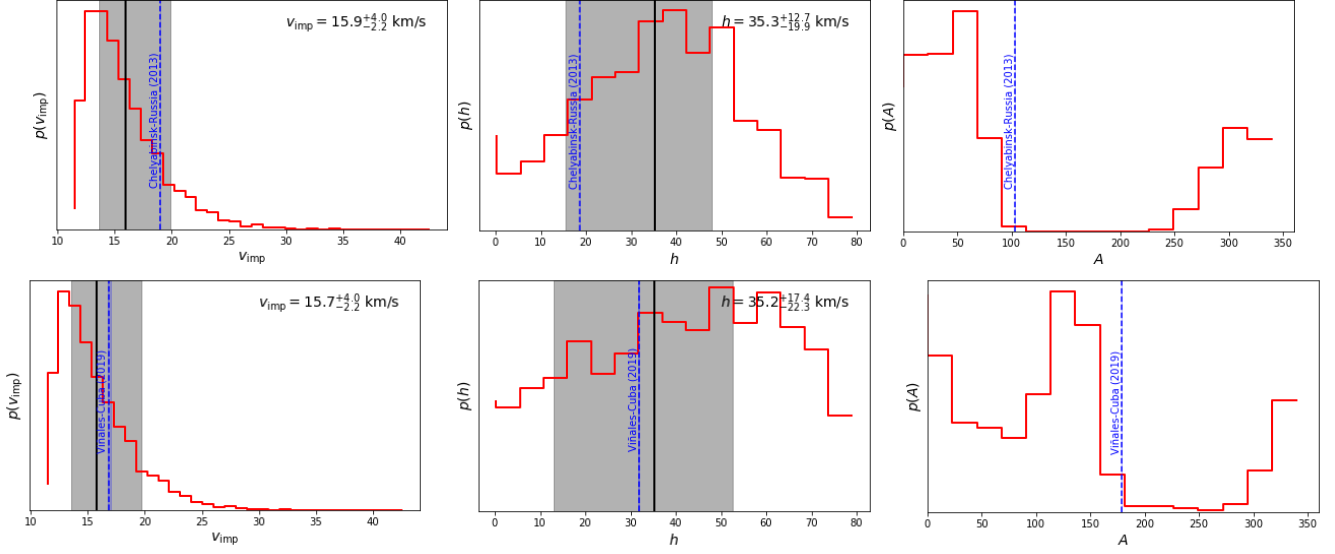 p(v_imp)
v_imp = 15.9 +4.0 −2.2 km/s
Chelyabinsk-Russia (2013)
10 15 20 25 30 35 40
v_imp
p(h)
h = 35.3 +12.7 −19.9
Chelyabinsk-Russia (2013)
0 10 20 30 40 50 60 70 80
h
p(A)
Chelyabinsk-Russia (2013)
0 50 100 150 200 250 300 350
A
p(v_imp)
v_imp = 15.7 +4.0 −2.2 km/s
Viñales-Cuba (2019)
10 15 20 25 30 35 40
v_imp
p(h)
h = 35.2 +17.4 −22.3
Viñales-Cuba (2019)
0 10 20 30 40 50 60 70 80
h
p(A)
Viñales-Cuba (2019)
0 50 100 150 200 250 300 350
A